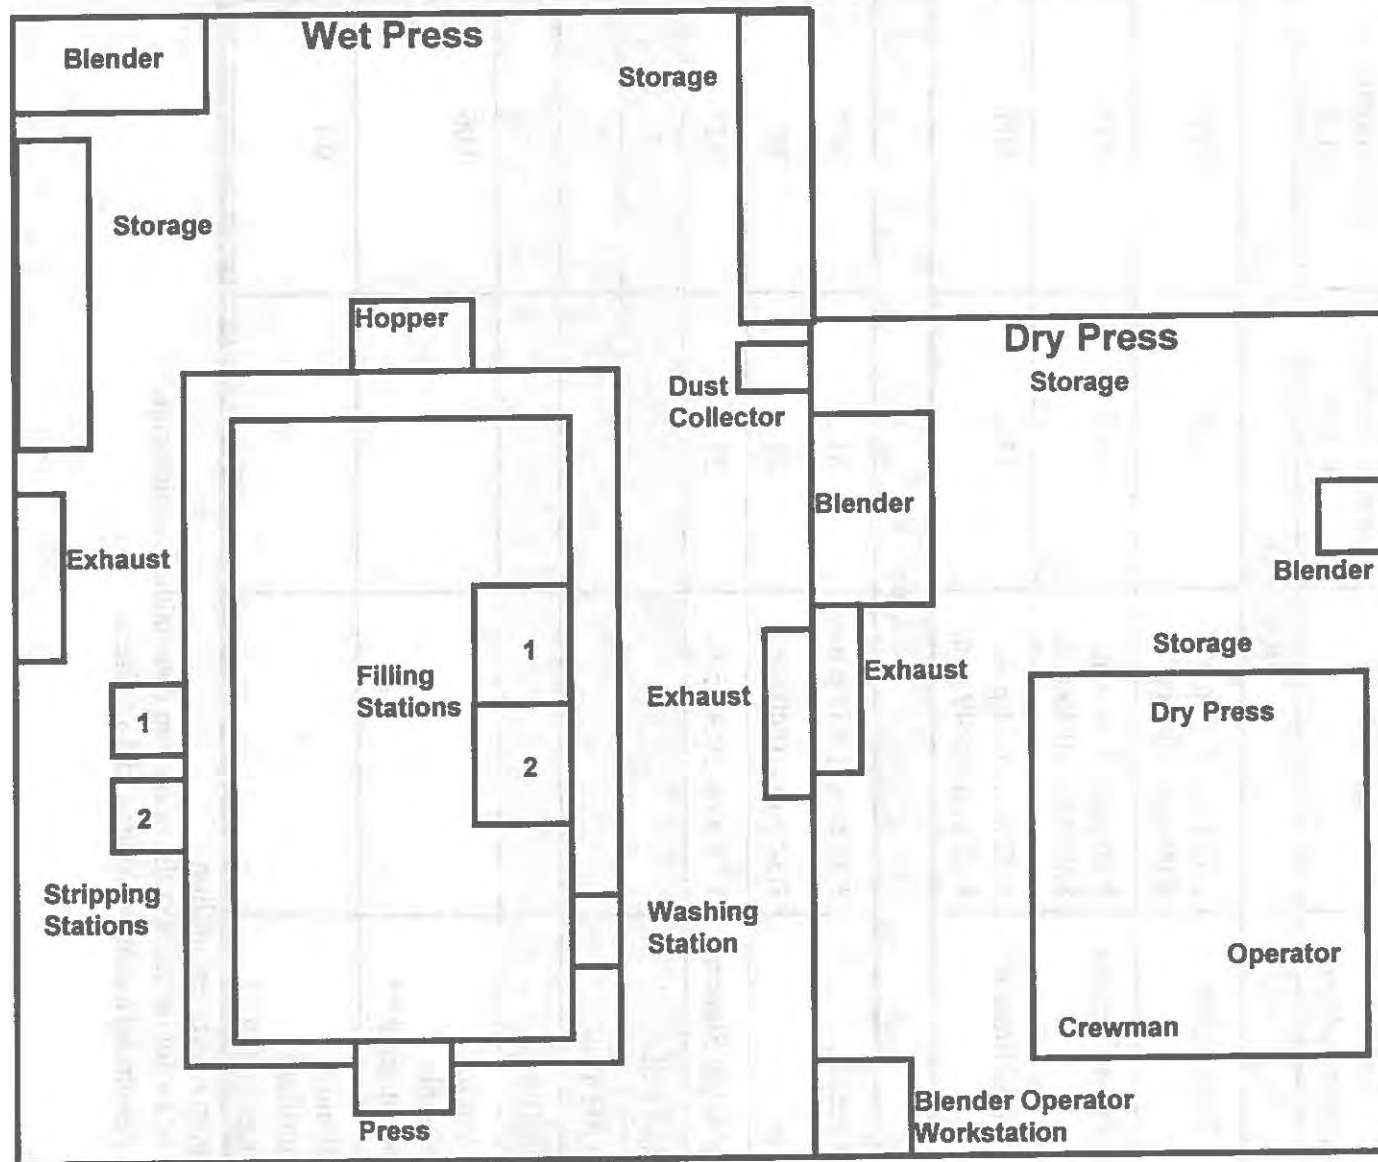 Wet Press
Blender
Storage
Storage
Hopper
Dust
Collector
Exhaust
Filling
Stations
1
2
1
2
Stripping
Stations
Exhaust
Washing
Station
Press
Dry Press
Storage
Blender
Blender
Exhaust
Storage
Dry Press
Operator
Crewman
Blender Operator
Workstation